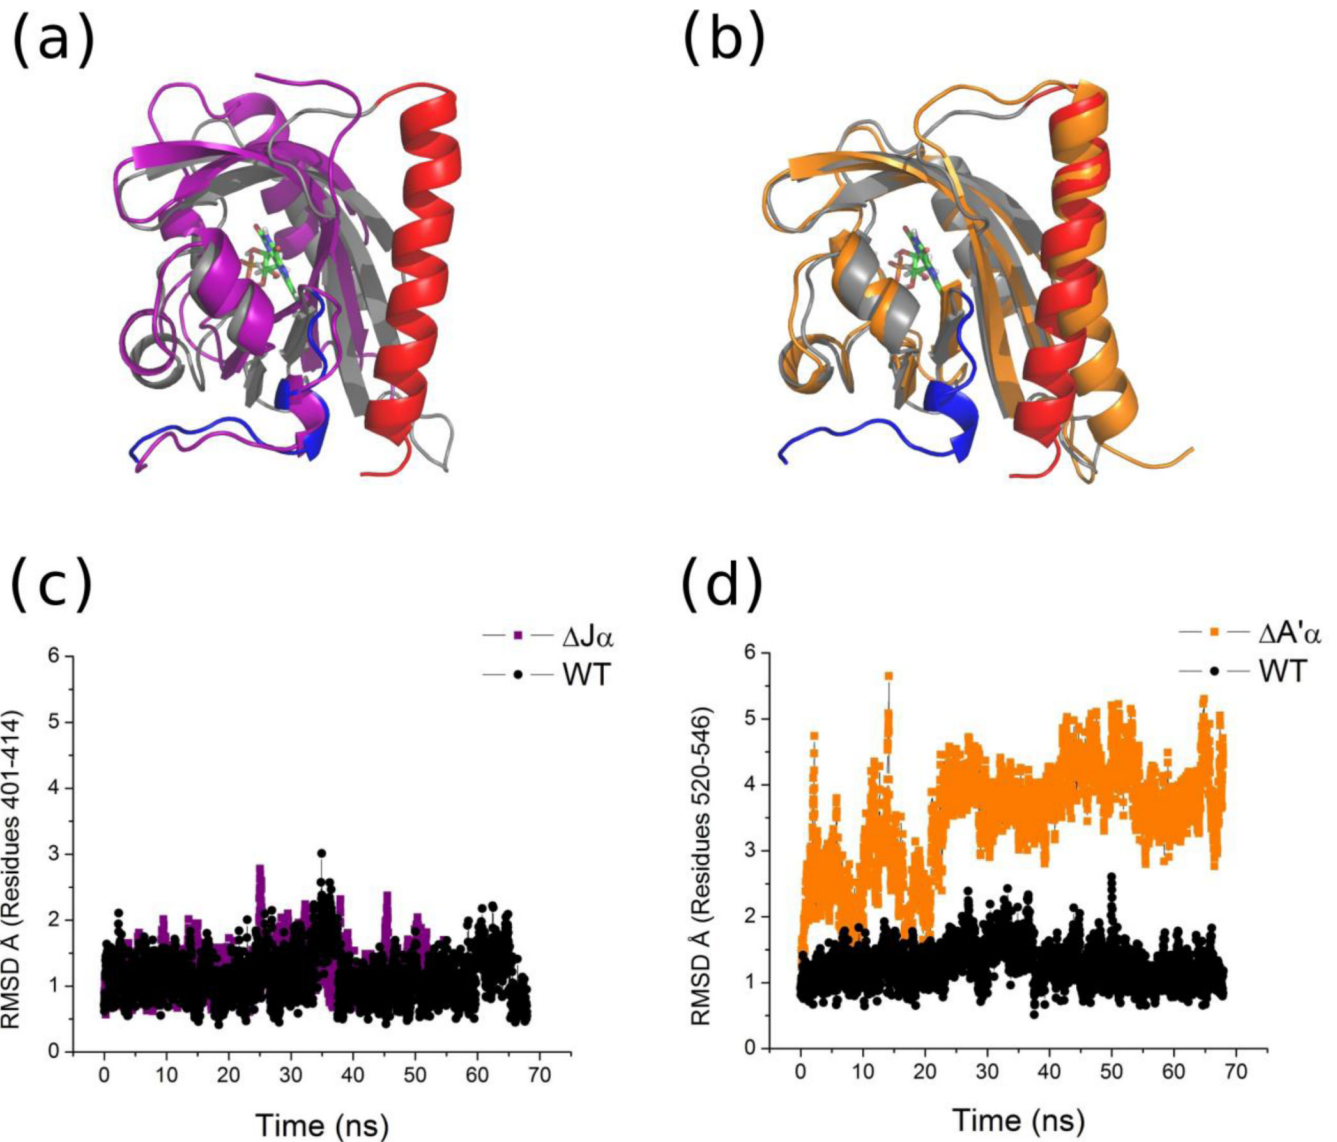 (a)
(b)
(c)
ΔJα
WT
6
5
4
3
2
1
0
RMSD Å (Residues 401-414)
0 10 20 30 40 50 60 70
Time (ns)
(d)
ΔA'α
WT
6
5
4
3
2
1
0
RMSD Å (Residues 520-546)
0 10 20 30 40 50 60 70
Time (ns)